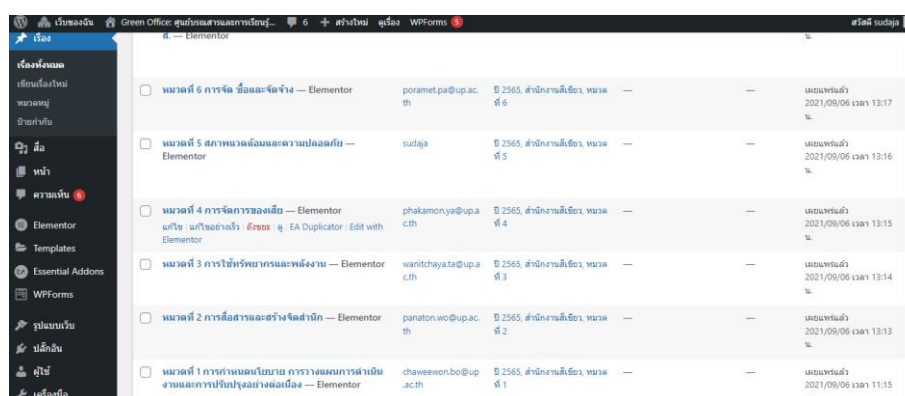 เว็บของฉัน Green Office: ศูนย์บรรณสารและการเรียนรู้... 6 + สร้างใหม่ ดูเรื่อง WPForms 5 สวัสดี sudaja
เรื่อง
เรื่องทั้งหมด
เขียนเรื่องใหม่
หมวดหมู่
ป้ายกำกับ
สื่อ
หน้า
ความเห็น 6
Elementor
Templates
Essential Addons
WPForms
รูปแบบเว็บ
ปลั๊กอิน
ผู้ใช้
เครื่องมือ
ส. — Elementor
น.
หมวดที่ 6 การจัด ซื้อและจัดจ้าง — Elementor
poramet.pa@up.ac.
th
ปี 2565, สำนักงานสีเขียว, หมวด
ที่ 6
—
—
เผยแพร่แล้ว
2021/09/06 เวลา 13:17
น.
หมวดที่ 5 สภาพแวดล้อมและความปลอดภัย —
Elementor
sudaja
ปี 2565, สำนักงานสีเขียว, หมวด
ที่ 5
—
—
เผยแพร่แล้ว
2021/09/06 เวลา 13:16
น.
หมวดที่ 4 การจัดการของเสีย — Elementor
แก้ไข | แก้ไขอย่างเร็ว | ถังขยะ | ดู | EA Duplicator | Edit with
Elementor
phakamon.ya@up.a
c.th
ปี 2565, สำนักงานสีเขียว, หมวด
ที่ 4
—
—
เผยแพร่แล้ว
2021/09/06 เวลา 13:15
น.
หมวดที่ 3 การใช้ทรัพยากรและพลังงาน — Elementor
wanitchaya.ta@up.a
c.th
ปี 2565, สำนักงานสีเขียว, หมวด
ที่ 3
—
—
เผยแพร่แล้ว
2021/09/06 เวลา 13:14
น.
หมวดที่ 2 การสื่อสารและสร้างจิตสำนึก — Elementor
panaton.wo@up.ac.
th
ปี 2565, สำนักงานสีเขียว, หมวด
ที่ 2
—
—
เผยแพร่แล้ว
2021/09/06 เวลา 13:13
น.
หมวดที่ 1 การกำหนดนโยบาย การวางแผนการดำเนิน
งานและการปรับปรุงอย่างต่อเนื่อง — Elementor
chaweewon.bo@up
.ac.th
ปี 2565, สำนักงานสีเขียว, หมวด
ที่ 1
—
—
เผยแพร่แล้ว
2021/09/06 เวลา 11:15